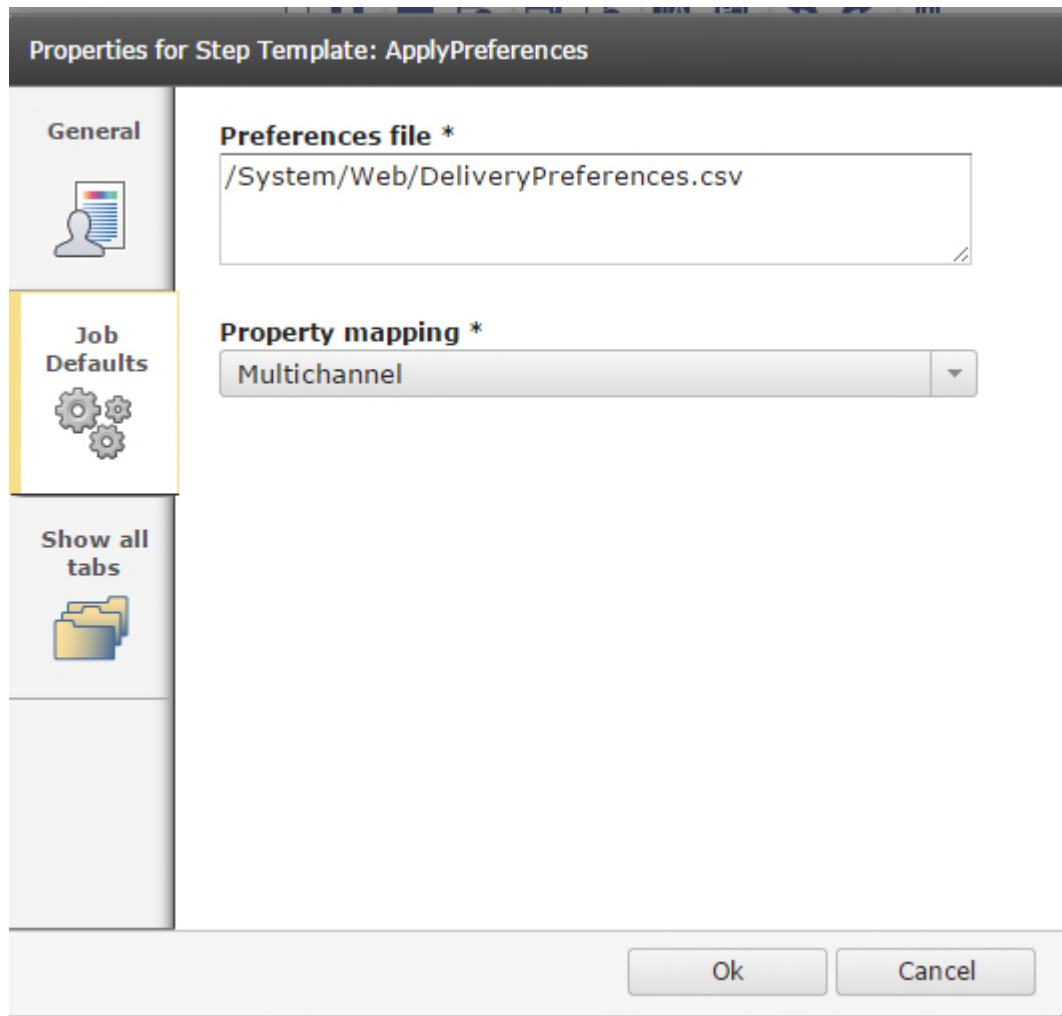 Properties for Step Template: ApplyPreferences
General
Preferences file *
/System/Web/DeliveryPreferences.csv
Job
Defaults
Property mapping *
Multichannel
Show all
tabs
Ok
Cancel